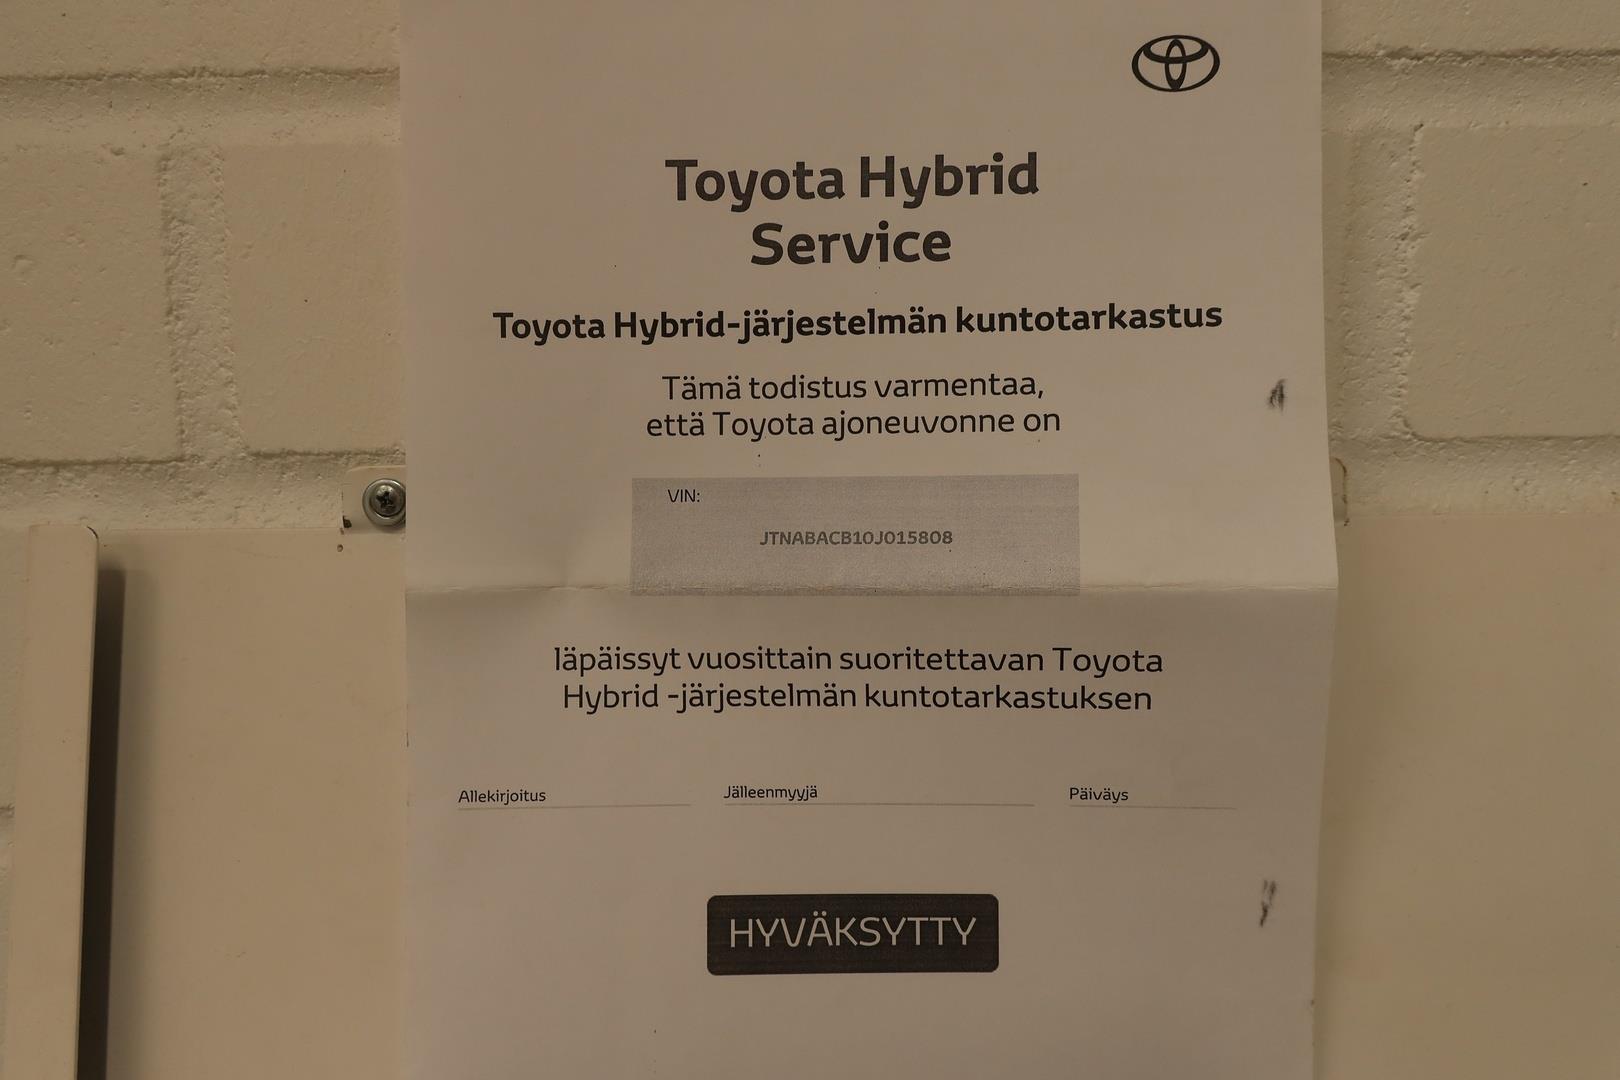 Toyota Hybrid
Service
Toyota Hybrid-järjestelmän kuntotarkastus
Tämä todistus varmentaa,
että Toyota ajoneuvonne on
VIN:
JTNABACB10J015808
läpäissyt vuosittain suoritettavan Toyota
Hybrid -järjestelmän kuntotarkastuksen
Allekirjoitus Jälleenmyyjä Päiväys
HYVÄKSYTTY